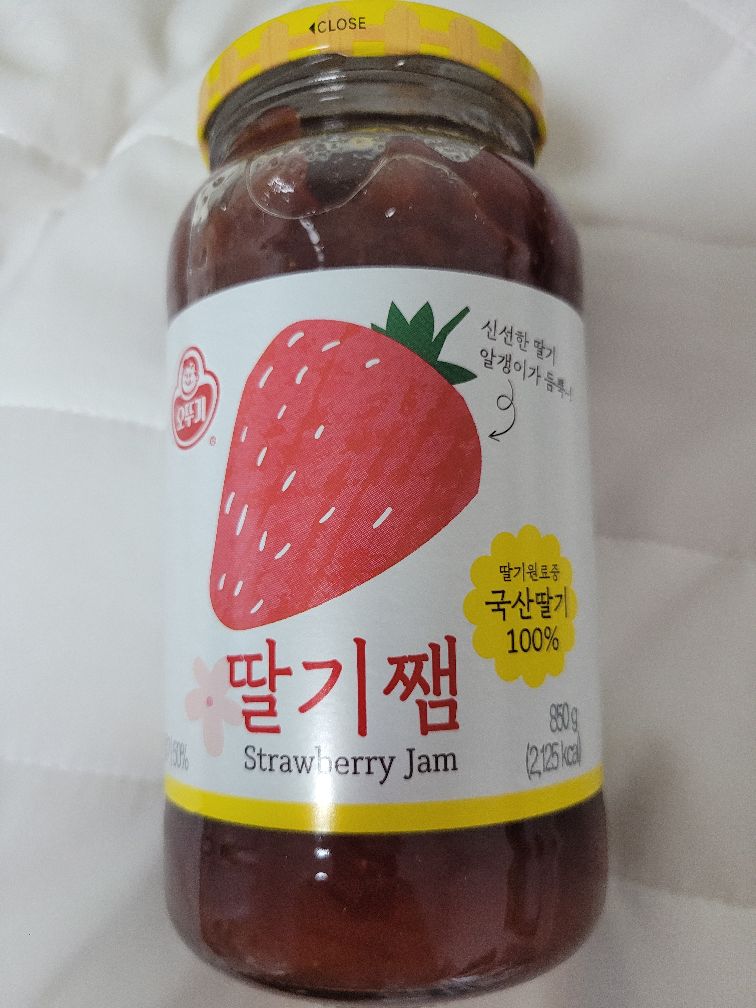 ◀CLOSE
신선한 딸기
알갱이가 듬뿍~!
오뚜기
®
딸기원료중
국산딸기
100%
딸기쨈
Strawberry Jam
850 g
(2,125 kcal)
50%